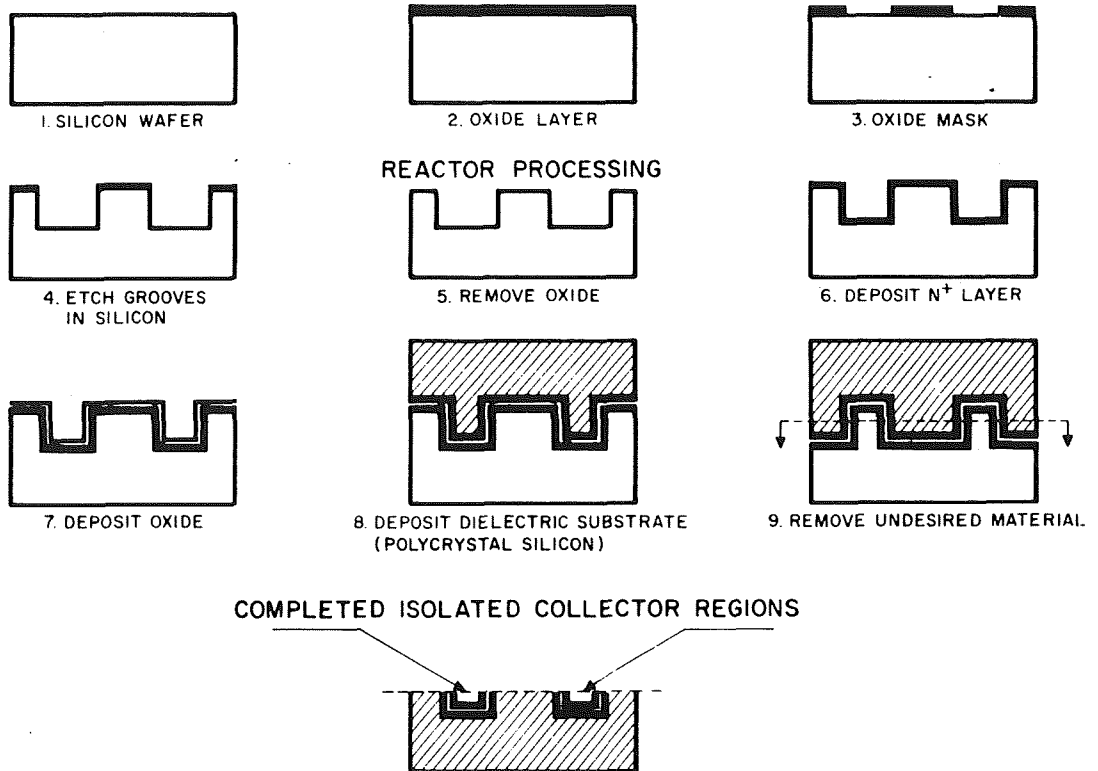 1. SILICON WAFER
2. OXIDE LAYER
3. OXIDE MASK
REACTOR PROCESSING
4. ETCH GROOVES
IN SILICON
5. REMOVE OXIDE
6. DEPOSIT N+ LAYER
7. DEPOSIT OXIDE
8. DEPOSIT DIELECTRIC SUBSTRATE
(POLYCRYSTAL SILICON)
9. REMOVE UNDESIRED MATERIAL
COMPLETED ISOLATED COLLECTOR REGIONS